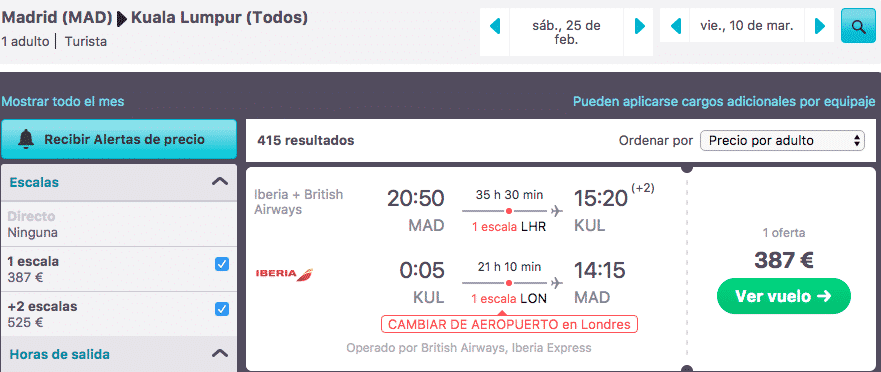 Madrid (MAD) Kuala Lumpur (Todos)
1 adulto | Turista
sáb., 25 de
feb.
vie., 10 de mar.
Mostrar todo el mes
Pueden aplicarse cargos adicionales por equipaje
Recibir Alertas de precio
415 resultados
Ordenar por
Precio por adulto
Escalas
Directo
Ninguna
1 escala
387 €
+2 escalas
525 €
Horas de salida
Iberia + British
Airways
20:50
MAD
35 h 30 min
1 escala LHR
15:20 (+2)
KUL
IBERIA
0:05
KUL
21 h 10 min
1 escala LON
14:15
MAD
CAMBIAR DE AEROPUERTO en Londres
Operado por British Airways, Iberia Express
1 oferta
387 €
Ver vuelo →